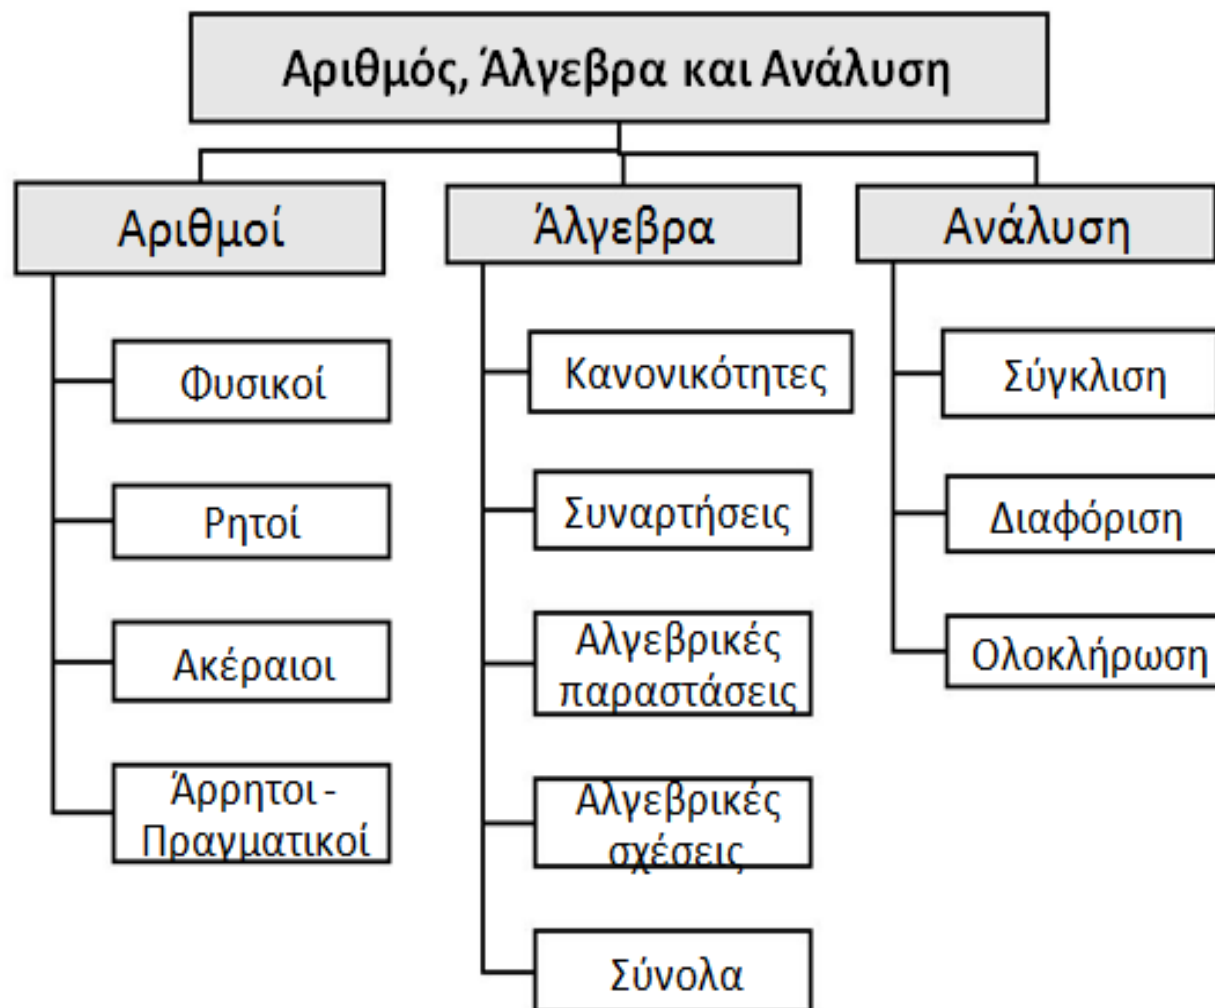 Αριθμός, Άλγεβρα και Ανάλυση
Αριθμοί
Φυσικοί
Ρητοί
Ακέραιοι
Άρρητοι -
Πραγματικοί
Άλγεβρα
Κανονικότητες
Συναρτήσεις
Αλγεβρικές
παραστάσεις
Αλγεβρικές
σχέσεις
Σύνολα
Ανάλυση
Σύγκλιση
Διαφόριση
Ολοκλήρωση